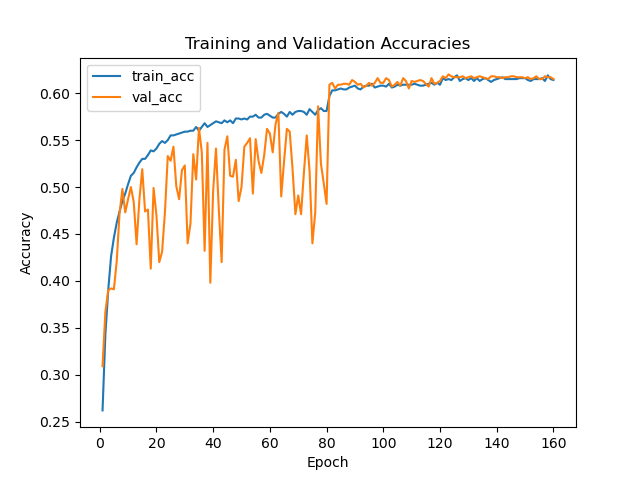 Training and Validation Accuracies
train_acc
val_acc
0.60
0.55
0.50
0.45
0.40
0.35
0.30
0.25
Accuracy
0 20 40 60 80 100 120 140 160
Epoch